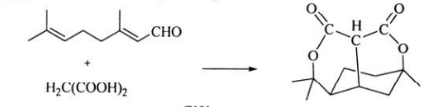 O O
CHO C H C
+ O O
H₂C(COOH)₂